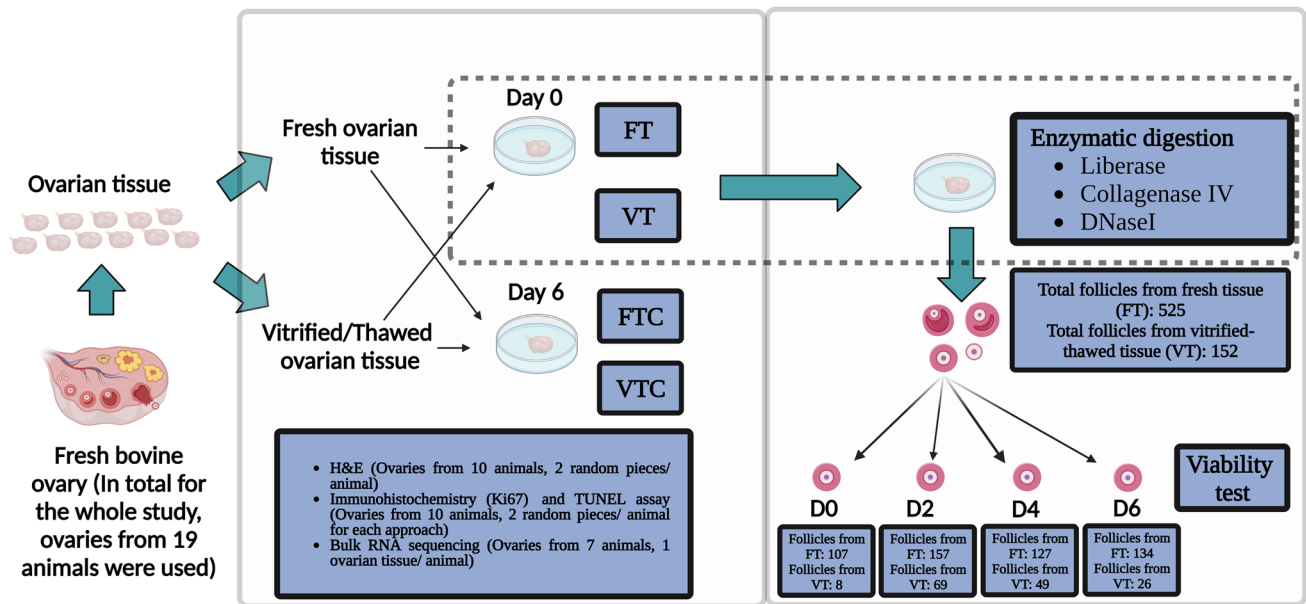 Ovarian tissue
Fresh bovine
ovary (In total for
the whole study,
ovaries from 19
animals were used)
Fresh ovarian
tissue
Vitrified/Thawed
ovarian tissue
Day 0
FT
VT
Day 6
FTC
VTC
• H&E (Ovaries from 10 animals, 2 random pieces/
animal)
• Immunohistochemistry (Ki67) and TUNEL assay
(Ovaries from 10 animals, 2 random pieces/ animal
for each approach)
• Bulk RNA sequencing (Ovaries from 7 animals, 1
ovarian tissue/ animal)
Enzymatic digestion
• Liberase
• Collagenase IV
• DNaseI
Total follicles from fresh tissue
(FT): 525
Total follicles from vitrified-
thawed tissue (VT): 152
Viability
test
D0
D2
D4
D6
Follicles from
FT: 107
Follicles from
VT: 8
Follicles from
FT: 157
Follicles from
VT: 69
Follicles from
FT: 127
Follicles from
VT: 49
Follicles from
FT: 134
Follicles from
VT: 26